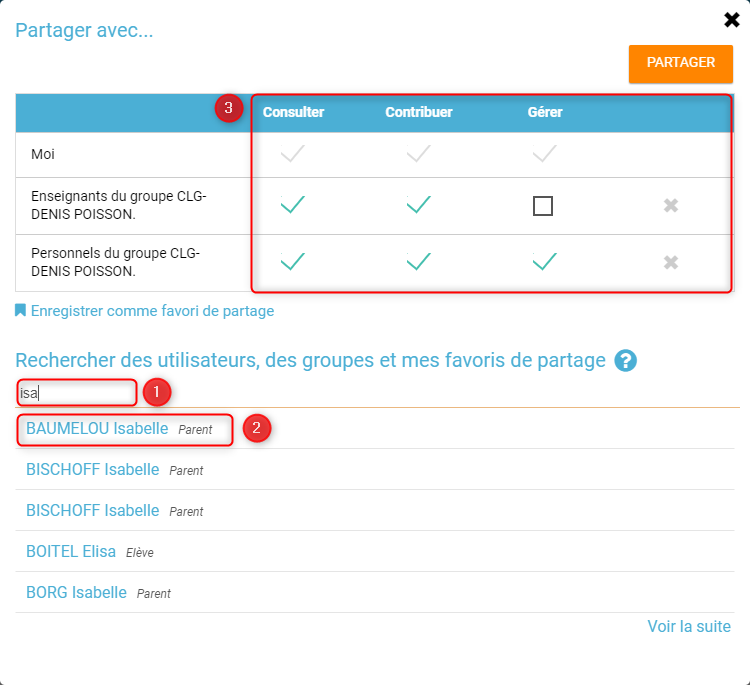 Partager avec...
PARTAGER
3
Consulter Contribuer Gérer
Moi
Enseignants du groupe CLG-
DENIS POISSON.
Personnels du groupe CLG-
DENIS POISSON.
Enregistrer comme favori de partage
Rechercher des utilisateurs, des groupes et mes favoris de partage ?
isa 1
BAUMELOU Isabelle Parent 2
BISCHOFF Isabelle Parent
BISCHOFF Isabelle Parent
BOITEL Elisa Elève
BORG Isabelle Parent
Voir la suite